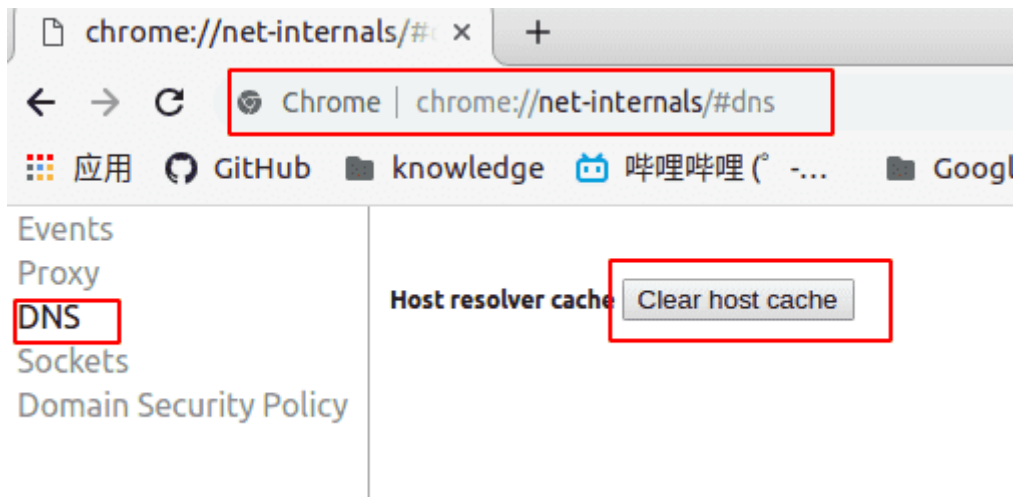 chrome://net-internals/#
Chrome | chrome://net-internals/#dns
应用 GitHub knowledge 哔哩哔哩 (゜-... Googl
Events
Proxy
DNS
Sockets
Domain Security Policy
Host resolver cache Clear host cache